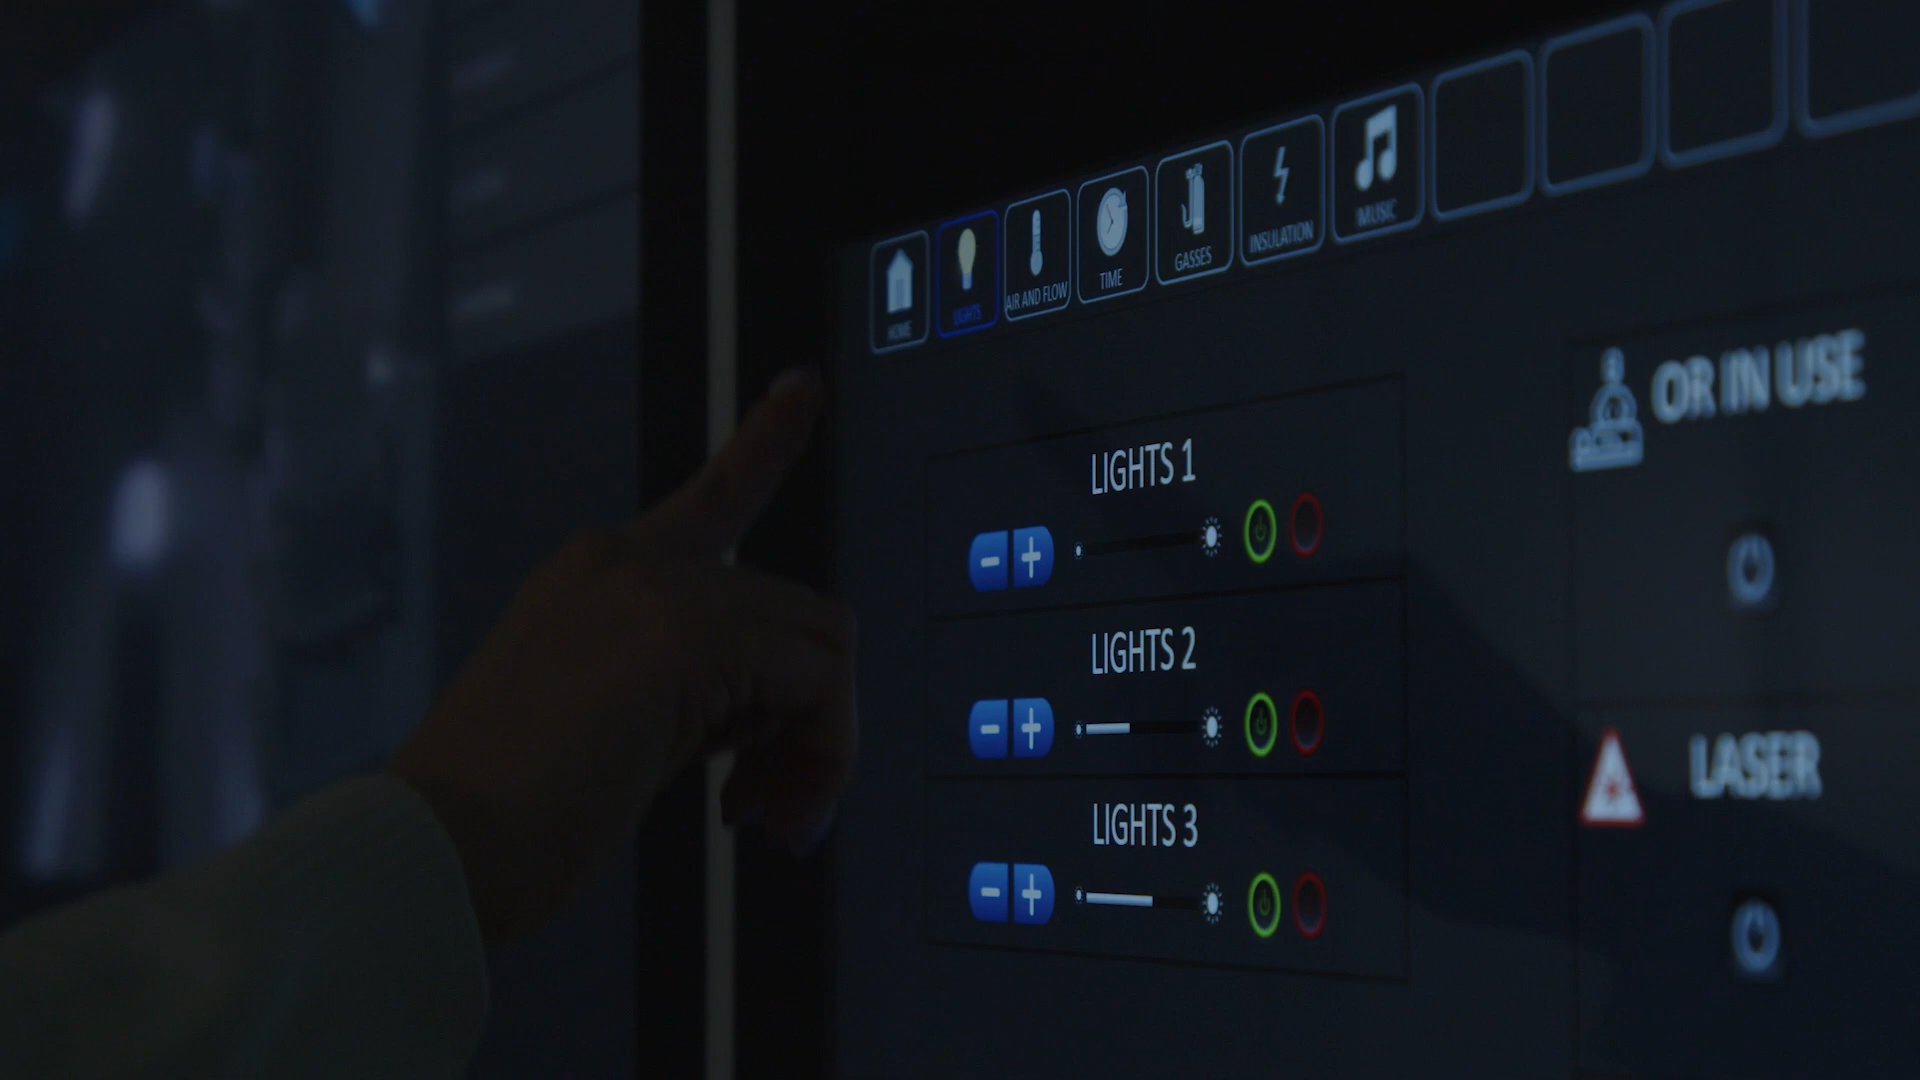 HOME
LIGHTS
AIR AND FLOW
TIME
GASSES
INSULATION
MUSIC
OR IN USE
LIGHTS 1
LIGHTS 2
LASER
LIGHTS 3